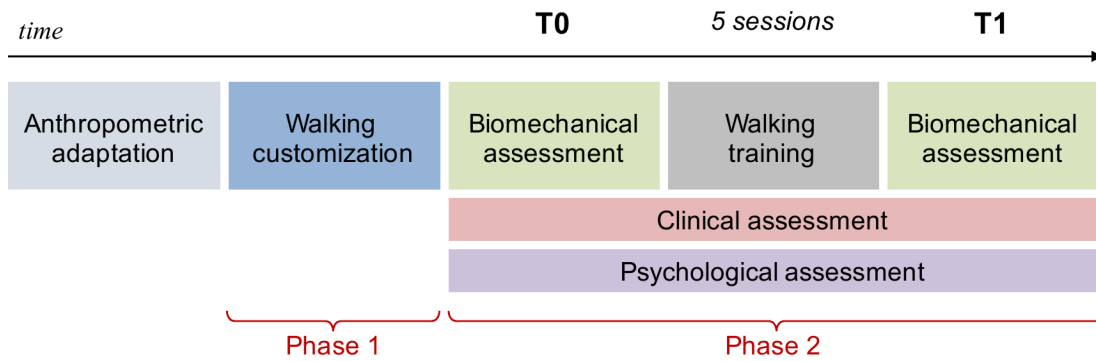 time
T0
5 sessions
T1
Anthropometric
adaptation
Walking
customization
Biomechanical
assessment
Walking
training
Biomechanical
assessment
Clinical assessment
Psychological assessment
Phase 1
Phase 2